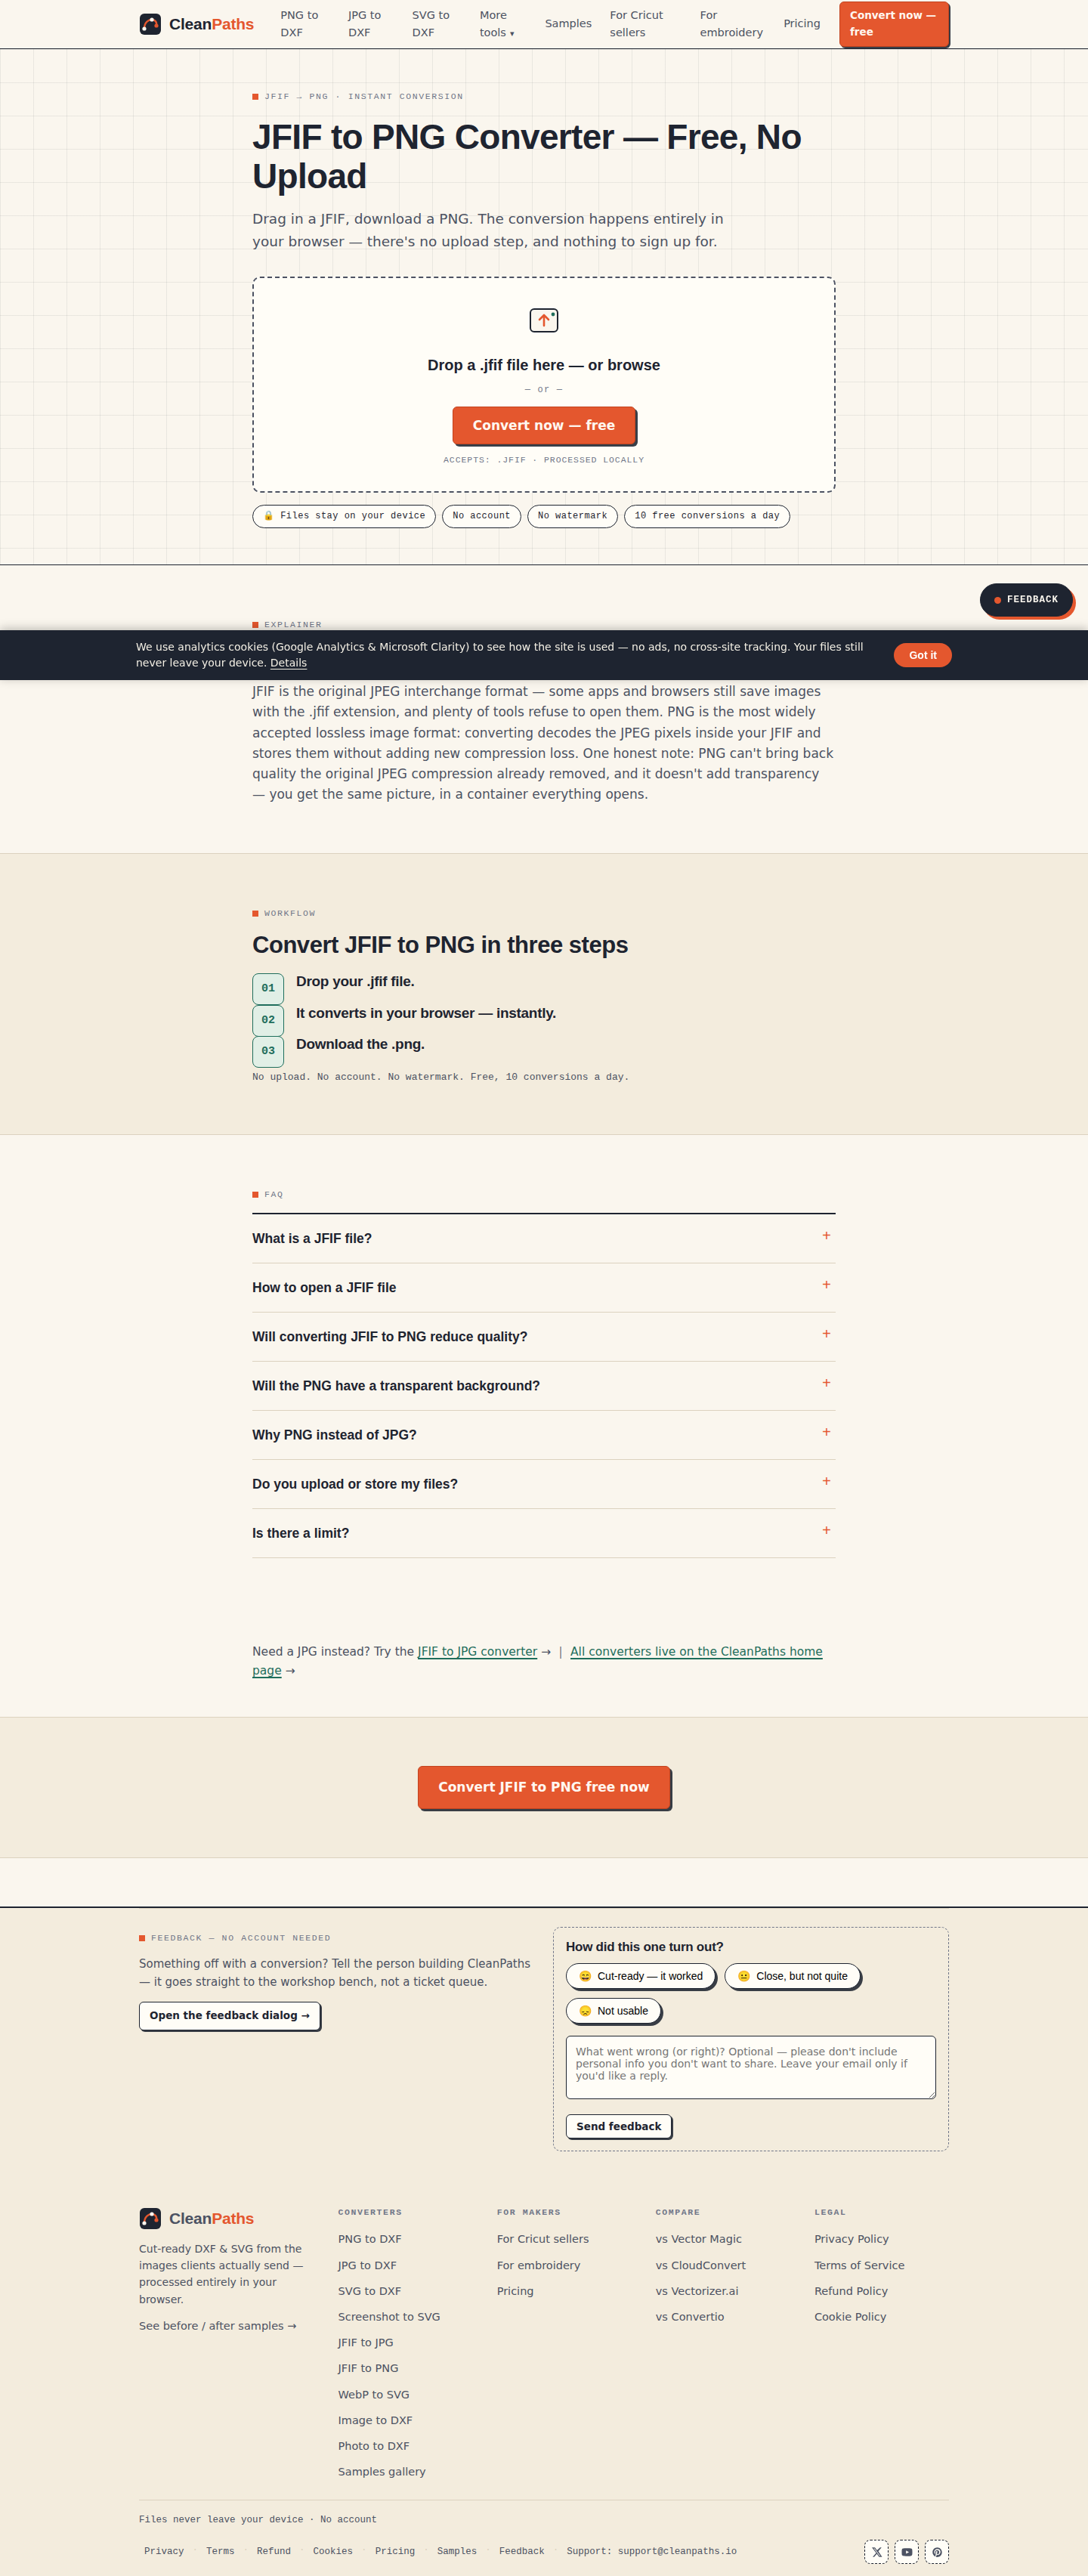 CleanPaths
PNG to DXF
JPG to DXF
SVG to DXF
More tools ▾
Samples
For Cricut sellers
For embroidery
Pricing
Convert now — free
JFIF → PNG · INSTANT CONVERSION
JFIF to PNG Converter — Free, No
Upload
Drag in a JFIF, download a PNG. The conversion happens entirely in
your browser — there's no upload step, and nothing to sign up for.
Drop a .jfif file here — or browse
— or —
Convert now — free
ACCEPTS: .JFIF · PROCESSED LOCALLY
🔒 Files stay on your device
No account
No watermark
10 free conversions a day
FEEDBACK
EXPLAINER
We use analytics cookies (Google Analytics & Microsoft Clarity) to see how the site is used — no ads, no cross-site tracking. Your files still
never leave your device. Details
Got it
JFIF is the original JPEG interchange format — some apps and browsers still save images
with the .jfif extension, and plenty of tools refuse to open them. PNG is the most widely
accepted lossless image format: converting decodes the JPEG pixels inside your JFIF and
stores them without adding new compression loss. One honest note: PNG can't bring back
quality the original JPEG compression already removed, and it doesn't add transparency
— you get the same picture, in a container everything opens.
WORKFLOW
Convert JFIF to PNG in three steps
01 Drop your .jfif file.
02 It converts in your browser — instantly.
03 Download the .png.
No upload. No account. No watermark. Free, 10 conversions a day.
FAQ
What is a JFIF file? +
How to open a JFIF file +
Will converting JFIF to PNG reduce quality? +
Will the PNG have a transparent background? +
Why PNG instead of JPG? +
Do you upload or store my files? +
Is there a limit? +
Need a JPG instead? Try the JFIF to JPG converter → | All converters live on the CleanPaths home
page →
Convert JFIF to PNG free now
FEEDBACK — NO ACCOUNT NEEDED
Something off with a conversion? Tell the person building CleanPaths
— it goes straight to the workshop bench, not a ticket queue.
Open the feedback dialog →
How did this one turn out?
😄 Cut-ready — it worked
😐 Close, but not quite
😞 Not usable
What went wrong (or right)? Optional — please don't include
personal info you don't want to share. Leave your email only if
you'd like a reply.
Send feedback
CleanPaths
Cut-ready DXF & SVG from the
images clients actually send —
processed entirely in your
browser.
See before / after samples →
CONVERTERS
PNG to DXF
JPG to DXF
SVG to DXF
Screenshot to SVG
JFIF to JPG
JFIF to PNG
WebP to SVG
Image to DXF
Photo to DXF
Samples gallery
FOR MAKERS
For Cricut sellers
For embroidery
Pricing
COMPARE
vs Vector Magic
vs CloudConvert
vs Vectorizer.ai
vs Convertio
LEGAL
Privacy Policy
Terms of Service
Refund Policy
Cookie Policy
Files never leave your device · No account
Privacy · Terms · Refund · Cookies · Pricing · Samples · Feedback · Support: support@cleanpaths.io